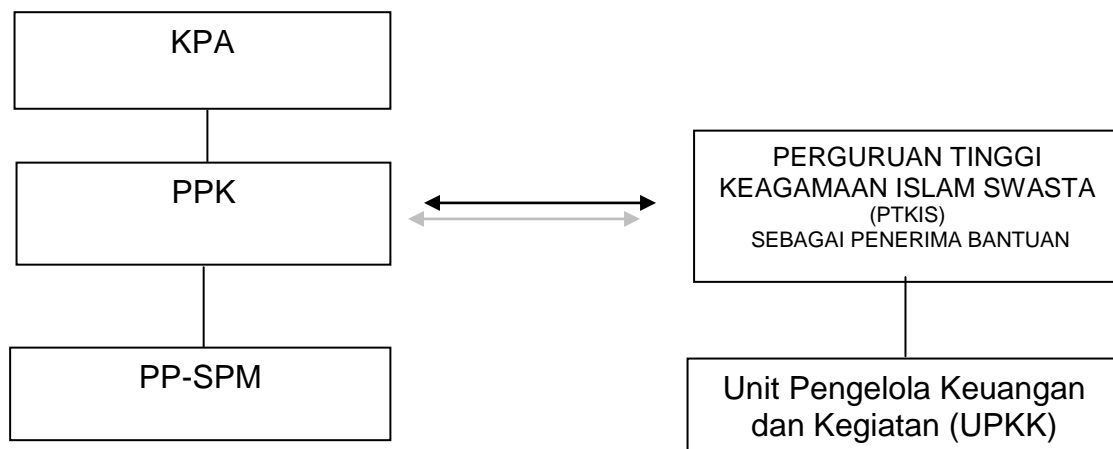 KPA
PPK
PP-SPM
PERGURUAN TINGGI
KEAGAMAAN ISLAM SWASTA
(PTKIS)
SEBAGAI PENERIMA BANTUAN
Unit Pengelola Keuangan
dan Kegiatan (UPKK)